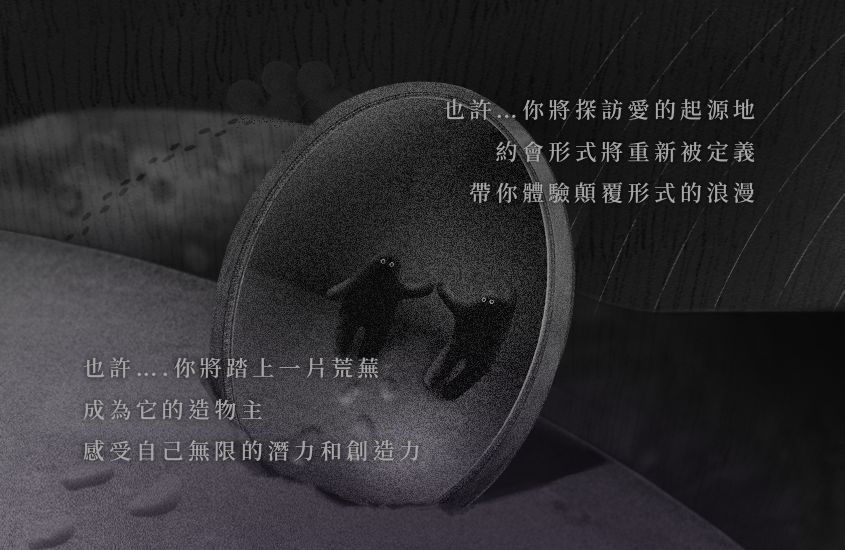 也許...你將探訪愛的起源地
約會形式將重新被定義
帶你體驗顛覆形式的浪漫
也許....你將踏上一片荒蕪
成為它的造物主
感受自己無限的潛力和創造力